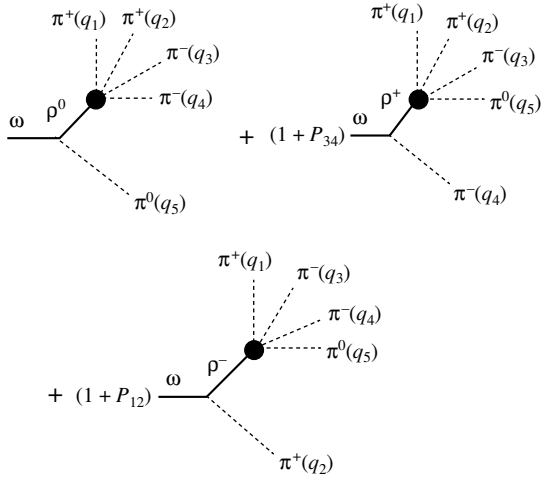 π⁺(q₁) π⁺(q₂)
π⁻(q₃)
π⁻(q₄)
ρ⁰
ω
π⁰(q₅)
π⁺(q₁)
π⁺(q₂)
π⁻(q₃)
π⁰(q₅)
ρ⁺
+ (1 + P₃₄) ω
π⁻(q₄)
π⁺(q₁)
π⁻(q₃)
π⁻(q₄)
π⁰(q₅)
ρ⁻
+ (1 + P₁₂) ω
π⁺(q₂)